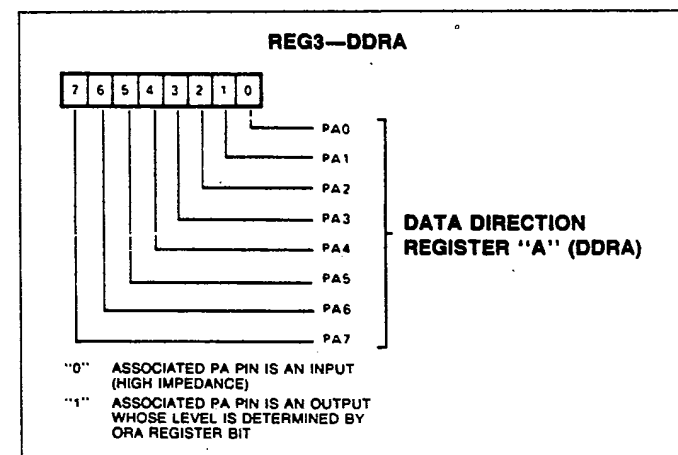 REG3—DDRA
7 6 5 4 3 2 1 0
PA0
PA1
PA2
PA3
PA4
PA5
PA6
PA7
DATA DIRECTION
REGISTER "A" (DDRA)
"0" ASSOCIATED PA PIN IS AN INPUT
(HIGH IMPEDANCE)
"1" ASSOCIATED PA PIN IS AN OUTPUT
WHOSE LEVEL IS DETERMINED BY
ORA REGISTER BIT